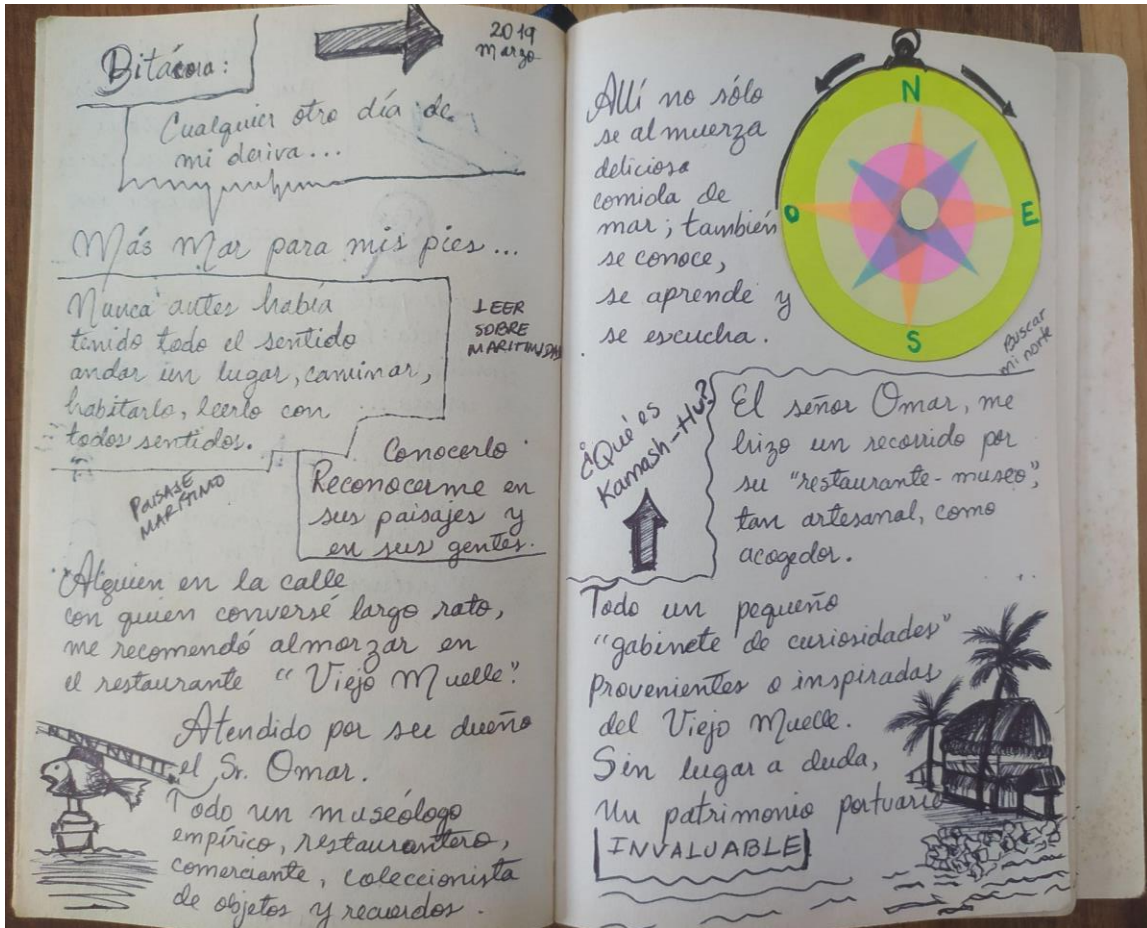 Bitácora:
2019
Marzo
Cualquier otro día de
mi deriva...
Más Mar para mis pies...
Nunca antes había
tenido todo el sentido
andar un lugar, caminar,
habitarlo, leerlo con
todos sentidos.
LEER
SOBRE
MARITIMIDAD
PAISAJE
MARÍTIMO
Conocerlo
Reconocerme en
sus paisajes y
en sus gentes.
Alguien en la calle
con quien conversé largo rato,
me recomendó almorzar en
el restaurante "Viejo Muelle".
Atendido por su dueño
el Sr. Omar.
Todo un museólogo
empírico, restaurantero,
comerciante, coleccionista
de objetos y recuerdos.
Allí no sólo
se almuerza
deliciosa
comida de
mar; también
se conoce,
se aprende y
se escucha.
N
O
E
S
Buscar
mi norte
¿Qué es
Kamash-Hu?
El señor Omar, me
hizo un recorrido por
su "restaurante-museo",
tan artesanal, como
acogedor.
Todo un pequeño
"gabinete de curiosidades"
Provenientes o inspiradas
del Viejo Muelle.
Sin lugar a duda,
Un patrimonio portuario
INVALUABLE